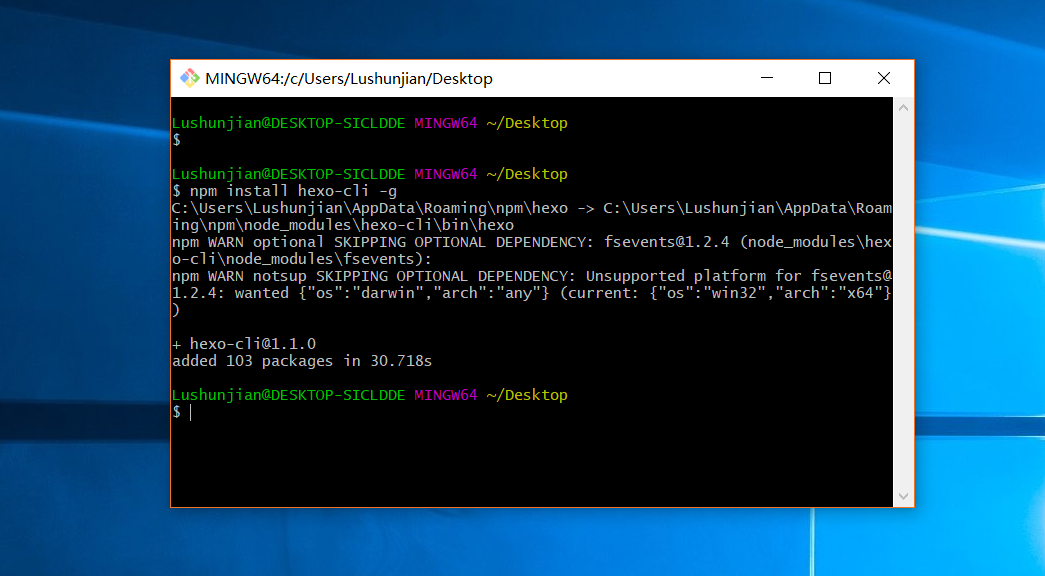 MINGW64:/c/Users/Lushunjian/Desktop
Lushunjian@DESKTOP-SICLDDE MINGW64 ~/Desktop
$
Lushunjian@DESKTOP-SICLDDE MINGW64 ~/Desktop
$ npm install hexo-cli -g
C:\Users\Lushunjian\AppData\Roaming\npm\hexo -> C:\Users\Lushunjian\AppData\Roam
ing\npm\node_modules\hexo-cli\bin\hexo
npm WARN optional SKIPPING OPTIONAL DEPENDENCY: fsevents@1.2.4 (node_modules\hex
o-cli\node_modules\fsevents):
npm WARN notsup SKIPPING OPTIONAL DEPENDENCY: Unsupported platform for fsevents@
1.2.4: wanted {"os":"darwin","arch":"any"} (current: {"os":"win32","arch":"x64"}
)
+ hexo-cli@1.1.0
added 103 packages in 30.718s
Lushunjian@DESKTOP-SICLDDE MINGW64 ~/Desktop
$